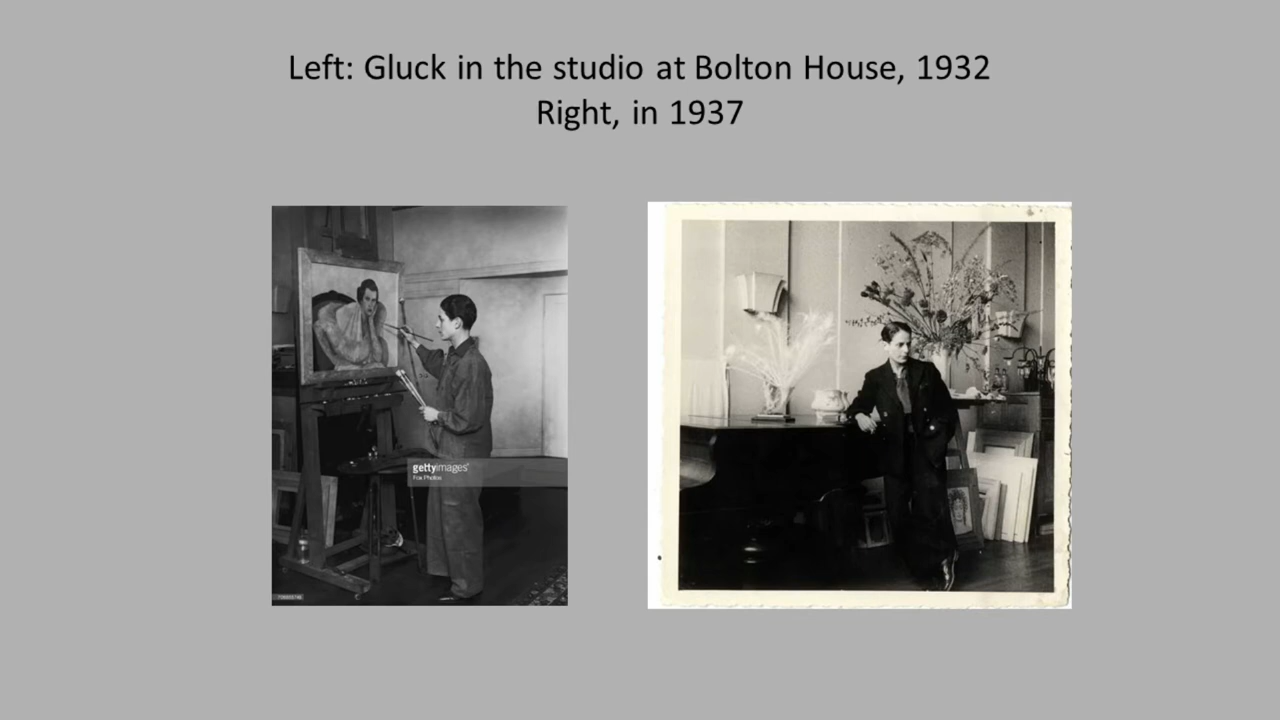 Left: Gluck in the studio at Bolton House, 1932
Right, in 1937
gettyimages®
Fox Photos